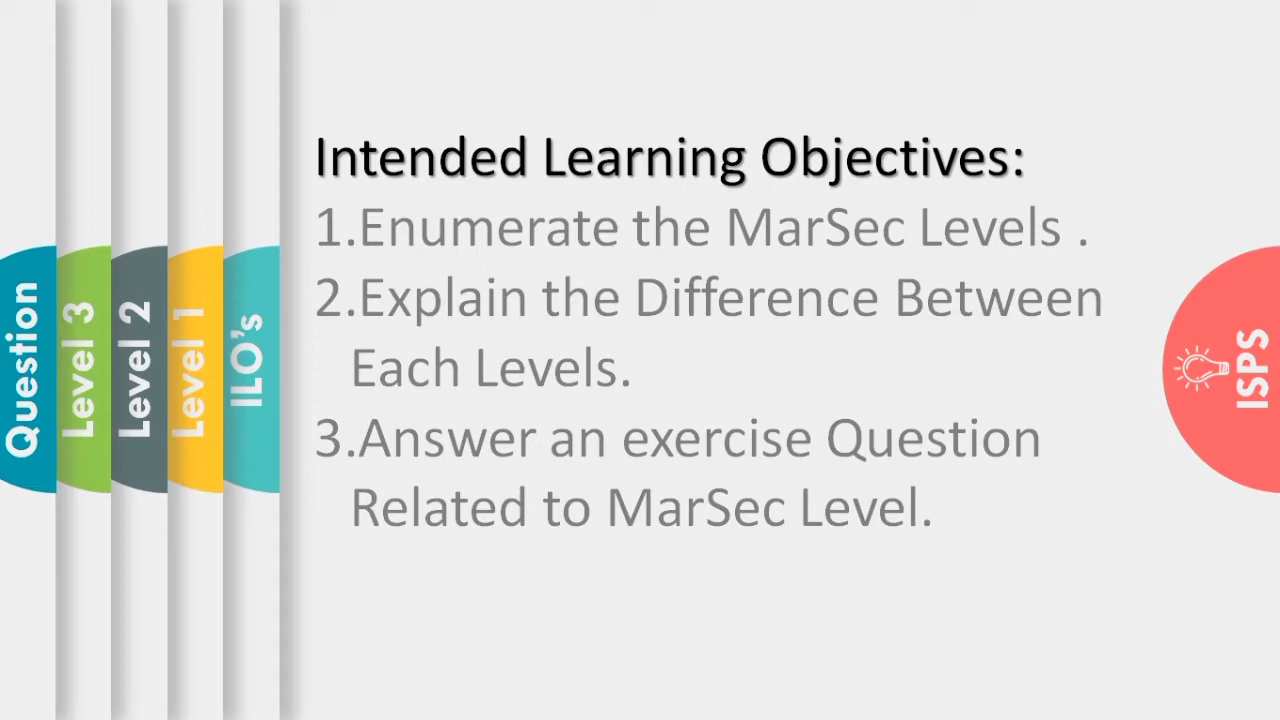 Intended Learning Objectives:
1.Enumerate the MarSec Levels .
2.Explain the Difference Between
Each Levels.
3.Answer an exercise Question
Related to MarSec Level.
Question
Level 3
Level 2
Level 1
ILO's
ISPS